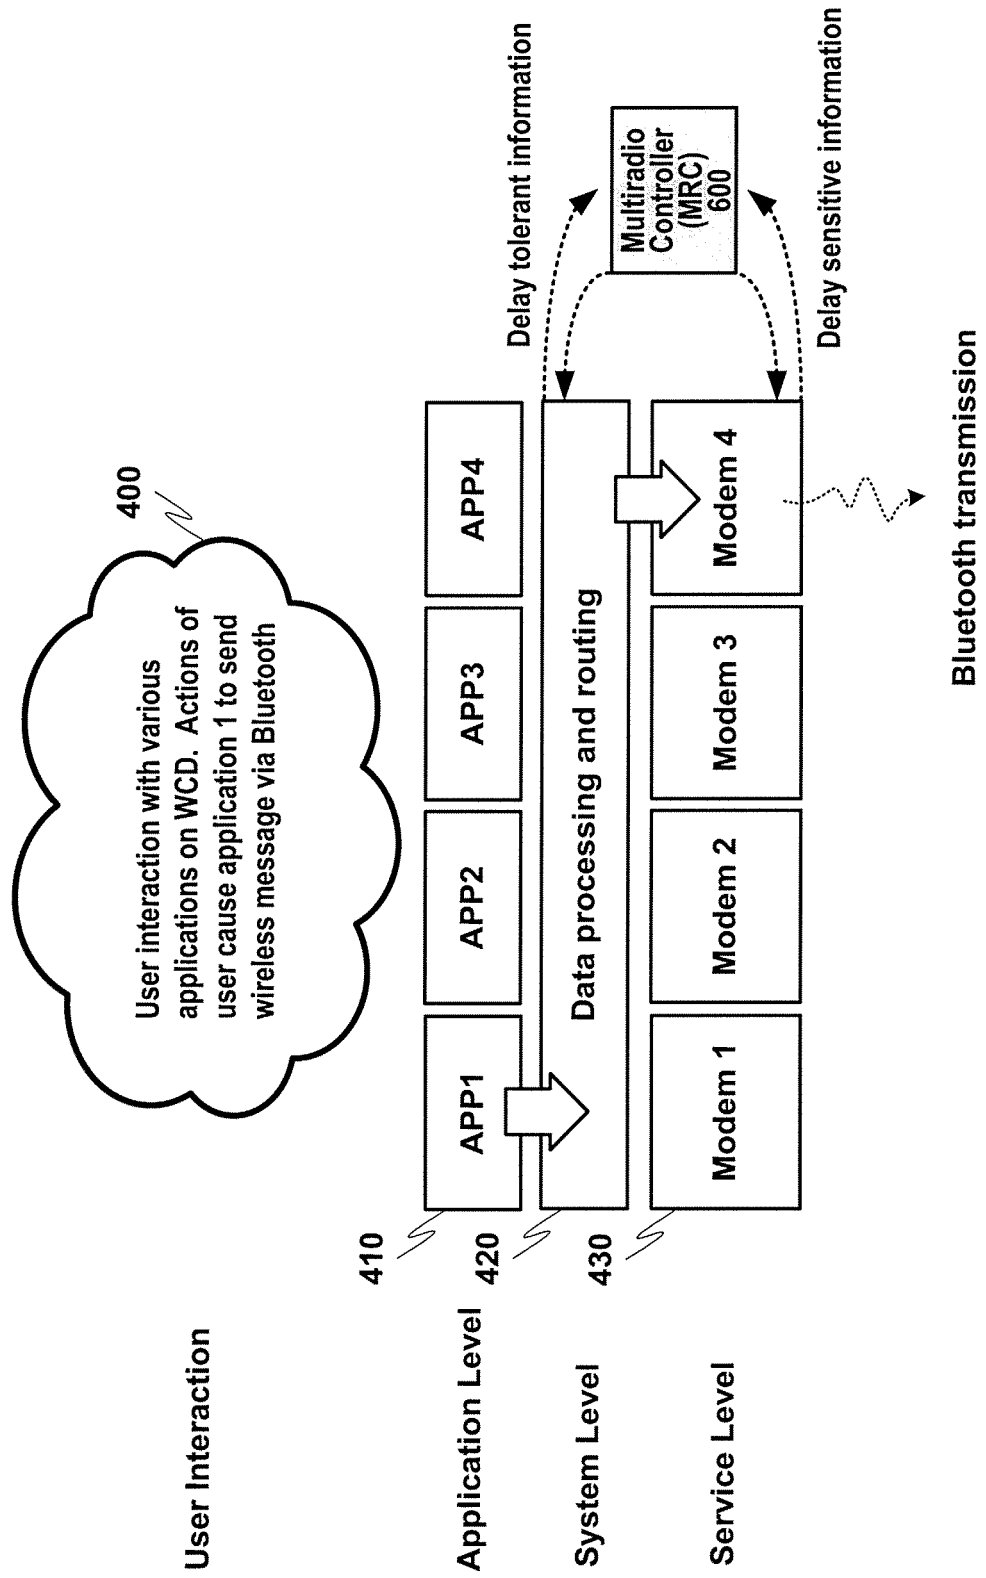 User Interaction
User interaction with various
applications on WCD.  Actions of
user cause application 1 to send
wireless message via Bluetooth
400
Application Level
410
APP1
APP2
APP3
APP4
System Level
420
Data processing and routing
Delay tolerant information
Multiradio
Controller
(MRC)
600
Service Level
430
Modem 1
Modem 2
Modem 3
Modem 4
Delay sensitive information
Bluetooth transmission